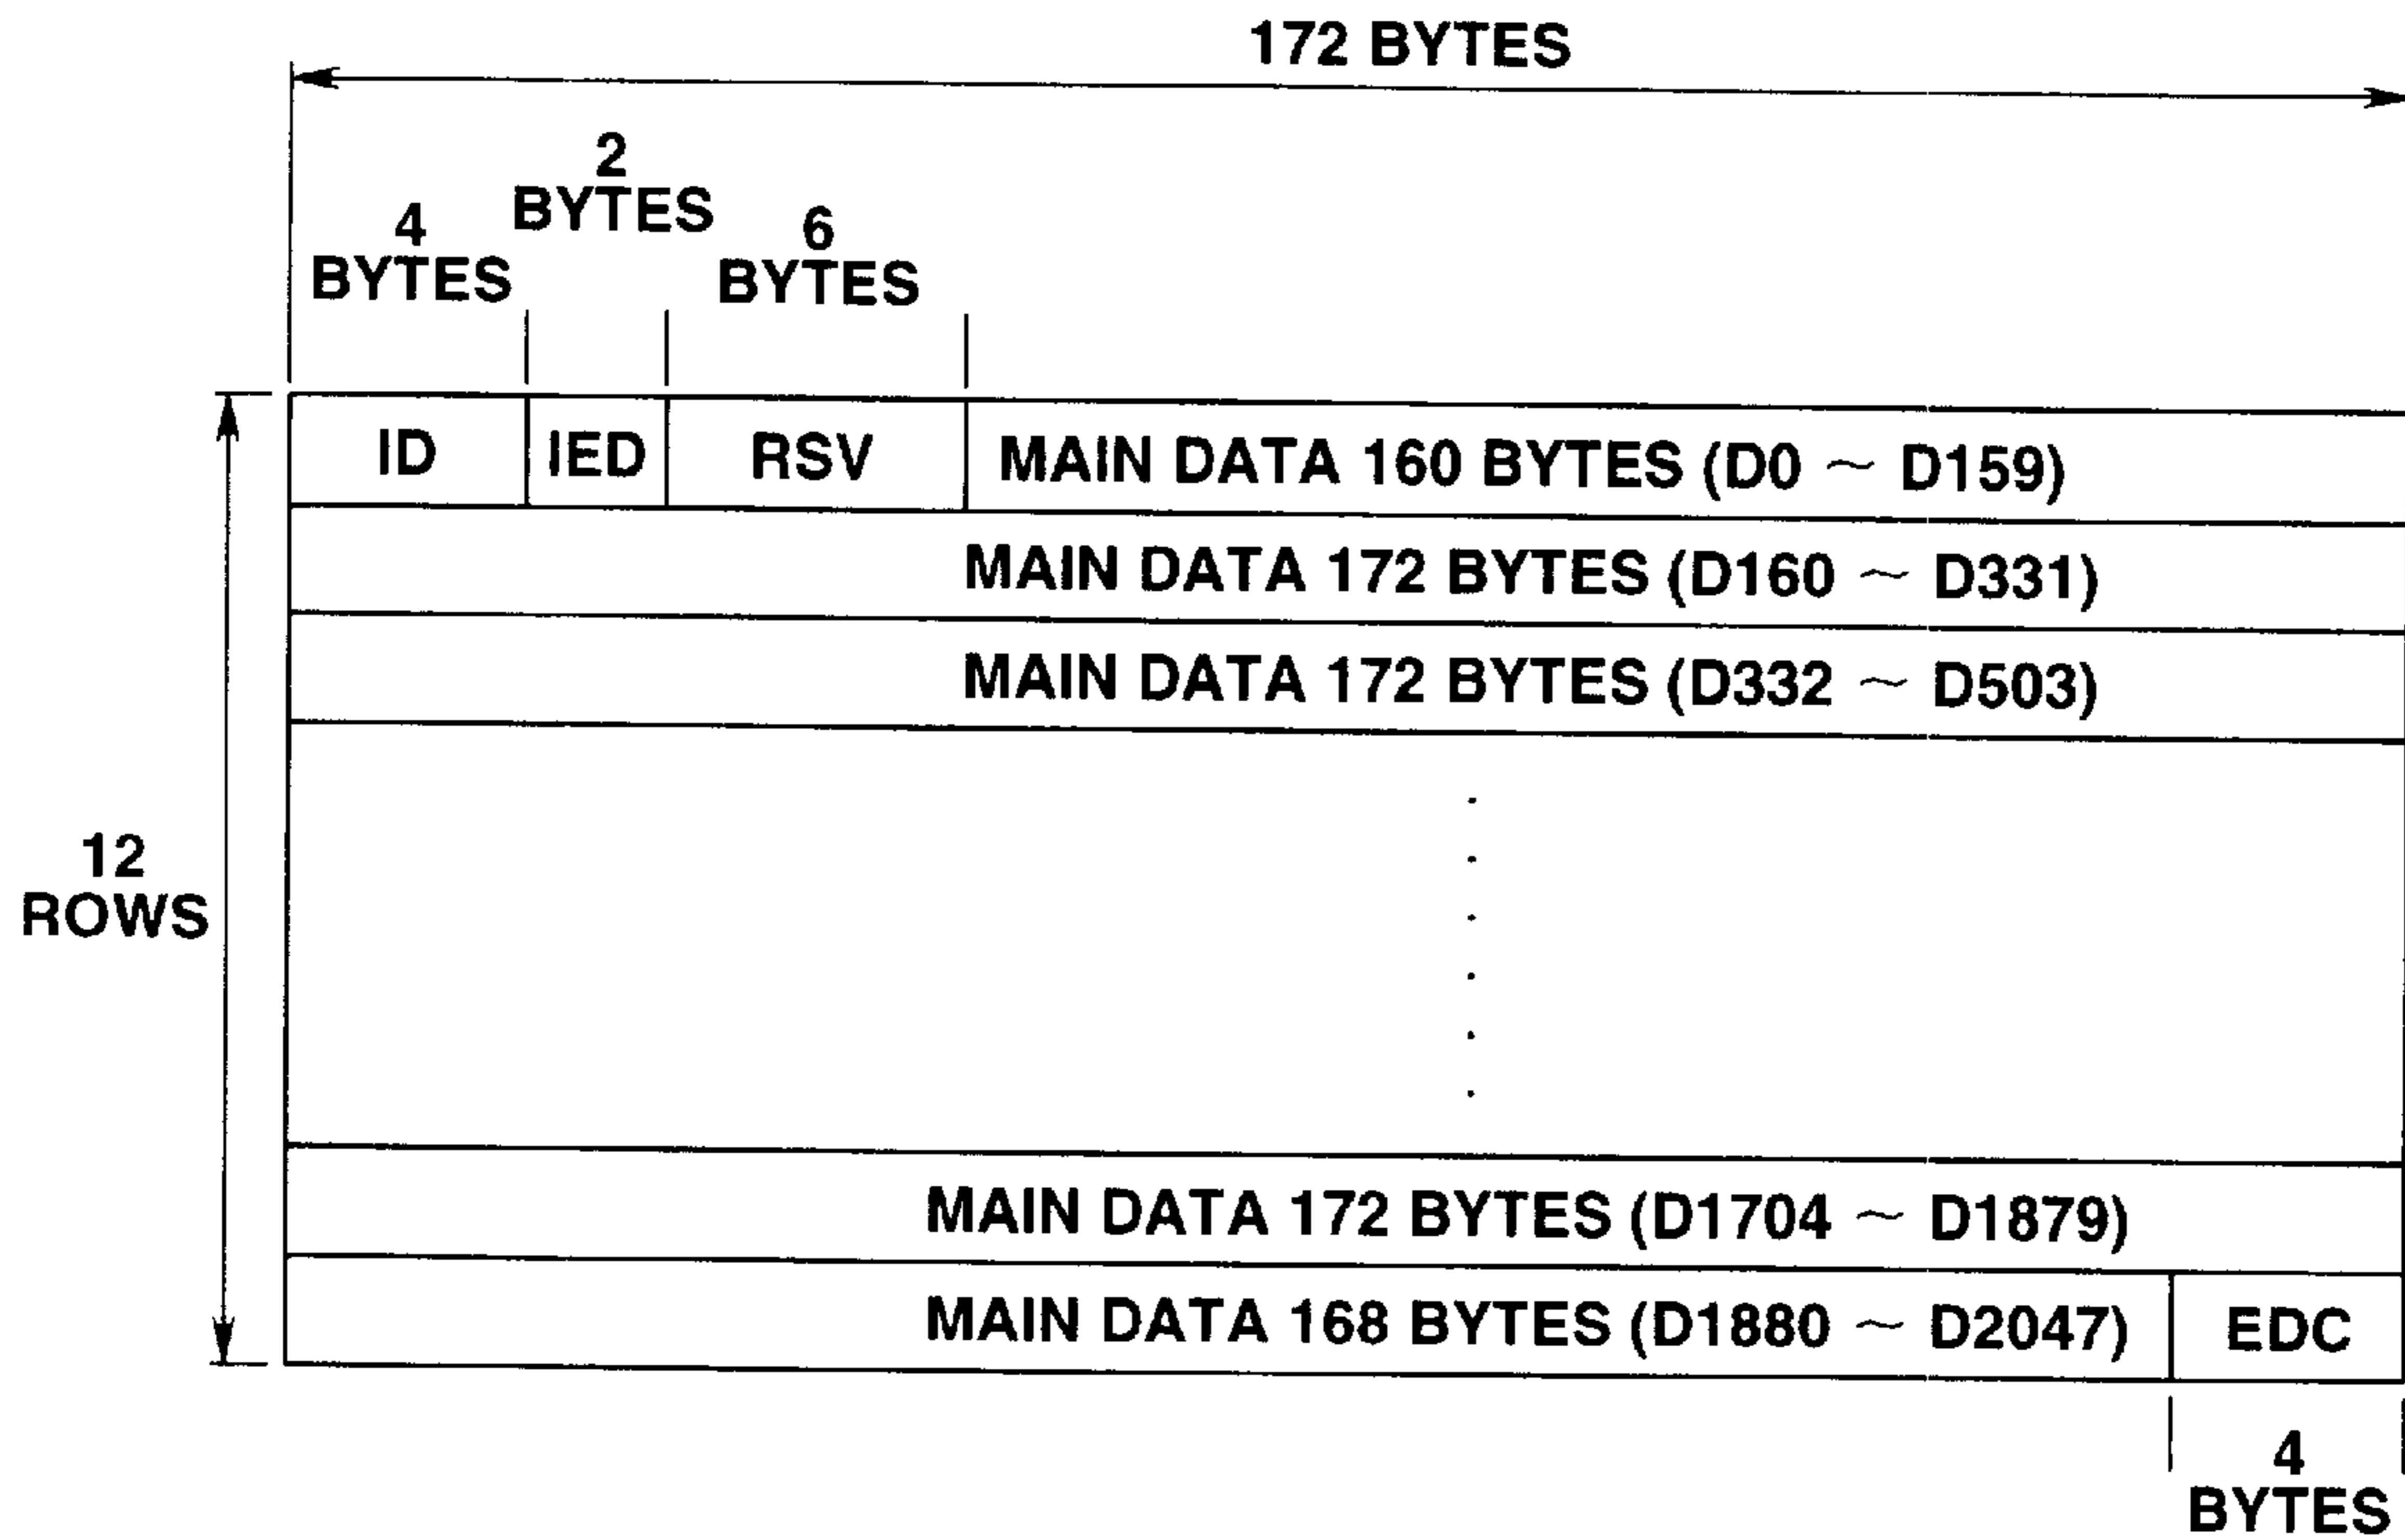 172 BYTES
2
BYTES
4
BYTES
6
BYTES
ID IED RSV MAIN DATA 160 BYTES (D0 ~ D159)
MAIN DATA 172 BYTES (D160 ~ D331)
MAIN DATA 172 BYTES (D332 ~ D503)
12
ROWS
MAIN DATA 172 BYTES (D1704 ~ D1879)
MAIN DATA 168 BYTES (D1880 ~ D2047) EDC
4
BYTES